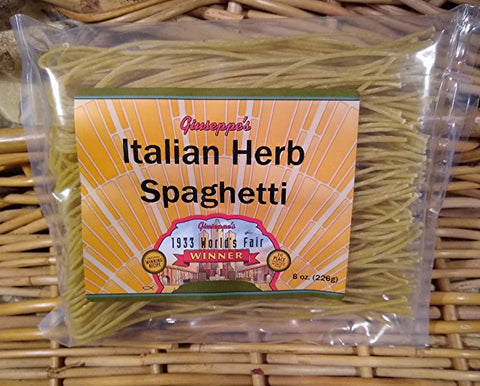 Giuseppe's
Italian Herb
Spaghetti
Giuseppe's
1933 World's Fair
WINNER
8 oz. (226g)